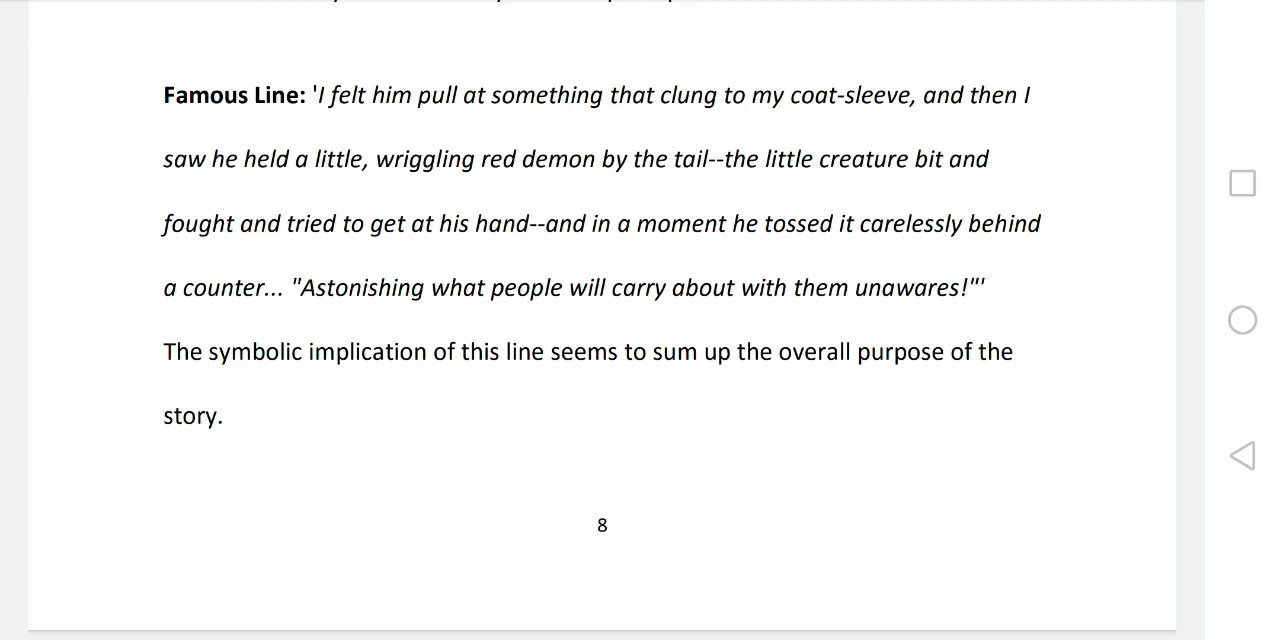 Famous Line: 'I felt him pull at something that clung to my coat-sleeve, and then I
saw he held a little, wriggling red demon by the tail--the little creature bit and
fought and tried to get at his hand--and in a moment he tossed it carelessly behind
a counter... "Astonishing what people will carry about with them unawares!"'
The symbolic implication of this line seems to sum up the overall purpose of the
story.
8